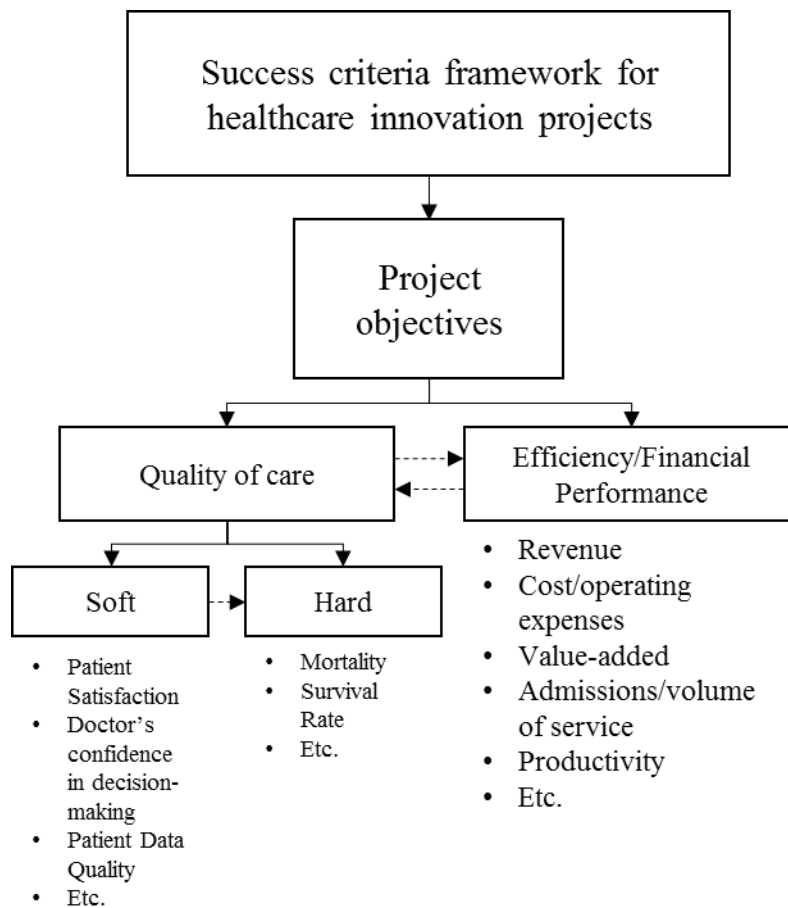 Success criteria framework for
healthcare innovation projects
Project
objectives
Quality of care
Efficiency/Financial
Performance
Soft
Hard
• Patient
Satisfaction
• Doctor’s
confidence
in decision-
making
• Patient Data
Quality
• Etc.
• Mortality
• Survival
Rate
• Etc.
• Revenue
• Cost/operating
expenses
• Value-added
• Admissions/volume
of service
• Productivity
• Etc.